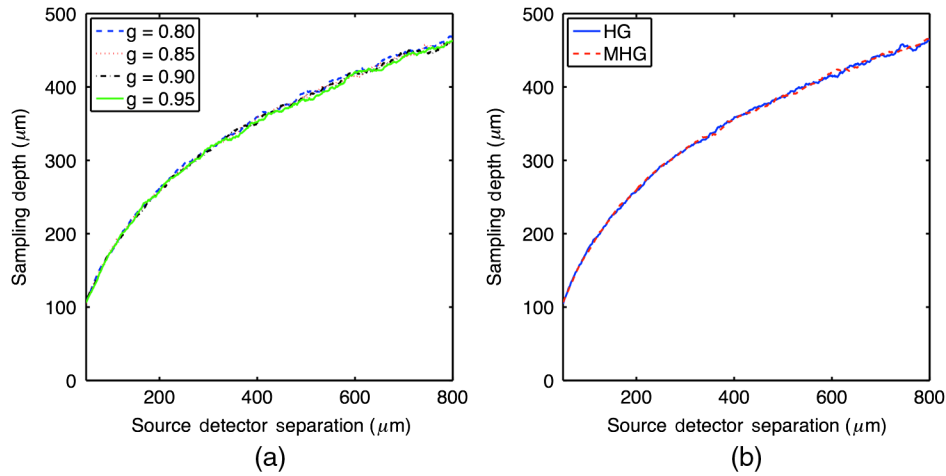 500
400
300
200
100
0
Sampling depth (μm)
g = 0.80
g = 0.85
g = 0.90
g = 0.95
200
400
600
800
Source detector separation (μm)
(a)
500
400
300
200
100
0
Sampling depth (μm)
HG
MHG
200
400
600
800
Source detector separation (μm)
(b)